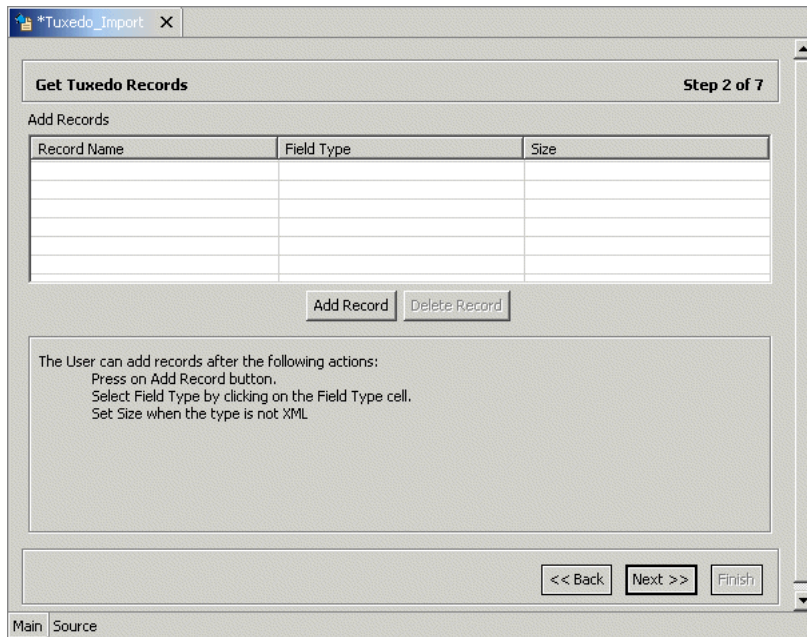 *Tuxedo_Import X
Get Tuxedo Records Step 2 of 7
Add Records
Record Name Field Type Size
Add Record Delete Record
The User can add records after the following actions:
Press on Add Record button.
Select Field Type by clicking on the Field Type cell.
Set Size when the type is not XML
<< Back Next >> Finish
Main Source